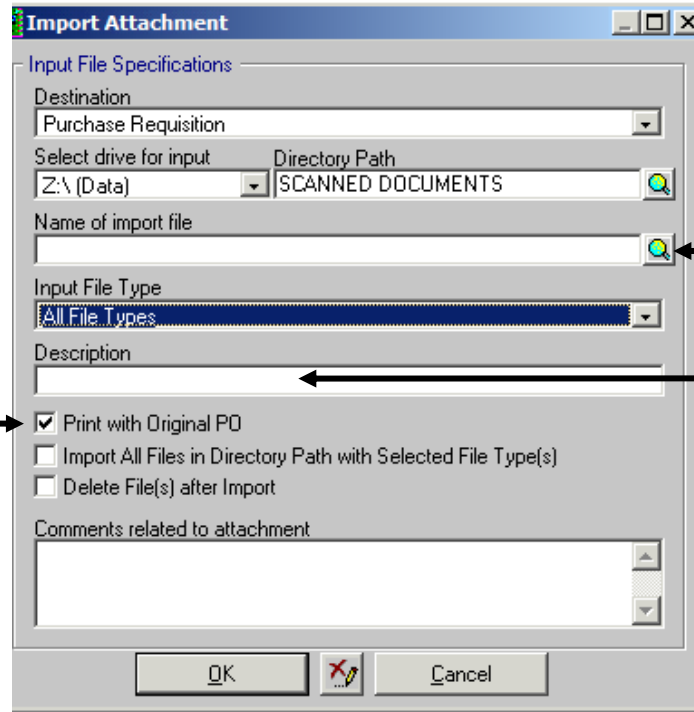 Import Attachment
Input File Specifications
Destination
Purchase Requisition
Select drive for input Directory Path
Z:\ (Data) SCANNED DOCUMENTS
Name of import file
Input File Type
All File Types
Description
Print with Original PO
Import All Files in Directory Path with Selected File Type(s)
Delete File(s) after Import
Comments related to attachment
OK Cancel